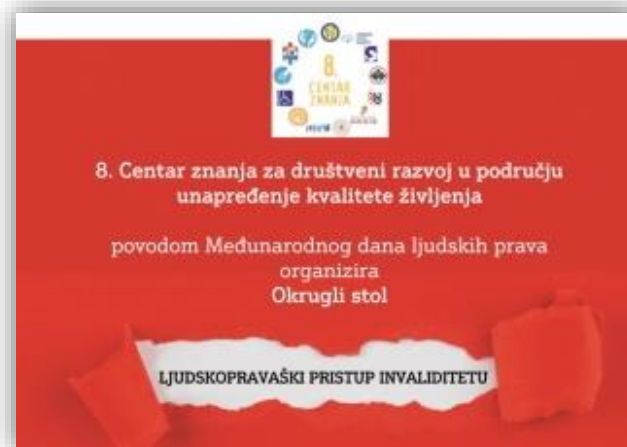 8.
CENTAR
ZNANJA
8. Centar znanja za društveni razvoj u području
unapređenje kvalitete življenja
povodom Međunarodnog dana ljudskih prava
organizira
Okrugli stol
LJUDSKOPRAVAŠKI PRISTUP INVALIDITETU